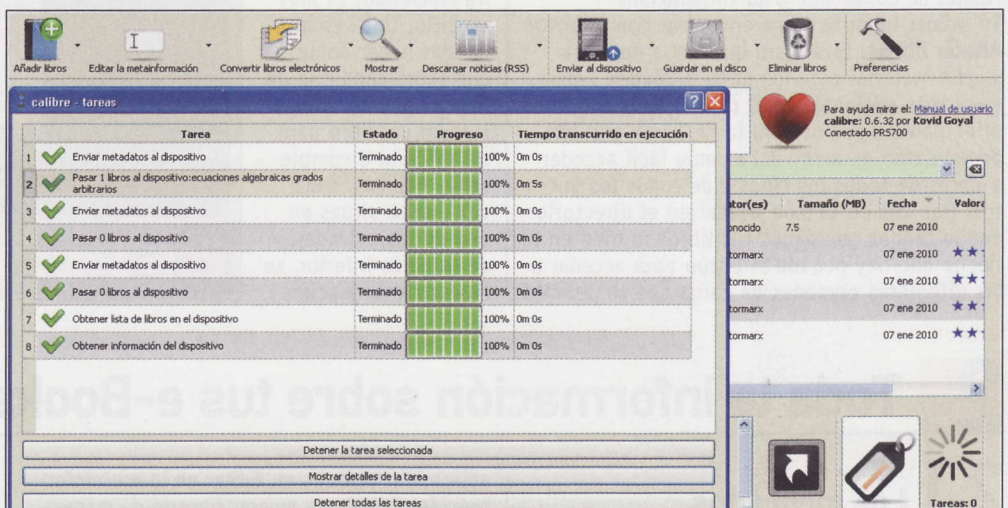 Añadir libros
Editar la metainformación
Convertir libros electrónicos
Mostrar
Descargar noticias (RSS)
Enviar al dispositivo
Guardar en el disco
Eliminar libros
Preferencias
calibre - tareas
Para ayuda mirar el: Manual de usuario
calibre: 0.6.32 por Kovid Goyal
Conectado PRS700
Tarea Estado Progreso Tiempo transcurrido en ejecución
1 Enviar metadatos al dispositivo Terminado 100% 0m 0s
2 Pasar 1 libros al dispositivo:ecuaciones algebraicas grados
arbitrarios Terminado 100% 0m 5s
3 Enviar metadatos al dispositivo Terminado 100% 0m 0s
4 Pasar 0 libros al dispositivo Terminado 100% 0m 0s
5 Enviar metadatos al dispositivo Terminado 100% 0m 0s
6 Pasar 0 libros al dispositivo Terminado 100% 0m 0s
7 Obtener lista de libros en el dispositivo Terminado 100% 0m 0s
8 Obtener información del dispositivo Terminado 100% 0m 0s
tor(es) Tamaño (MB) Fecha Valora
onocido 7.5 07 ene 2010
tormarx 07 ene 2010
tormarx 07 ene 2010
tormarx 07 ene 2010
Detener la tarea seleccionada
Mostrar detalles de la tarea
Detener todas las tareas
Tareas: 0